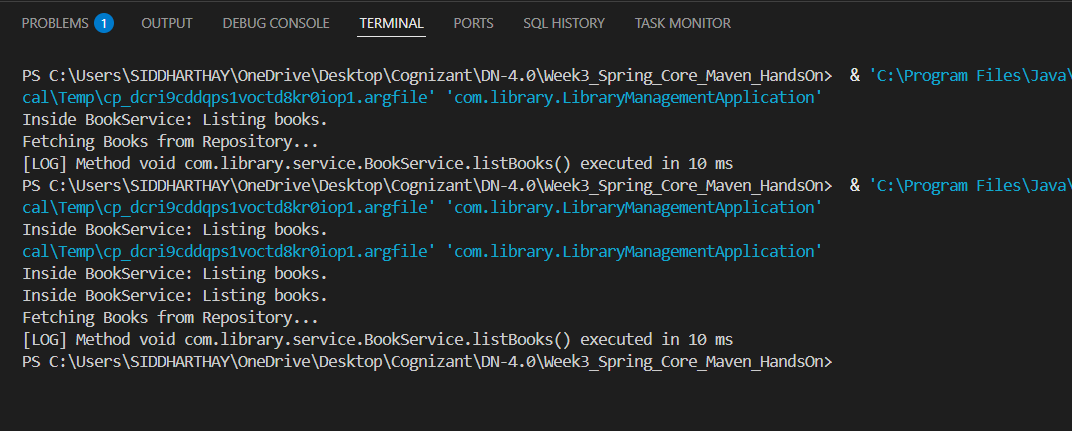 PROBLEMS 1 OUTPUT DEBUG CONSOLE TERMINAL PORTS SQL HISTORY TASK MONITOR
PS C:\Users\SIDDHARTHAY\OneDrive\Desktop\Cognizant\DN-4.0\Week3_Spring_Core_Maven_HandsOn> & 'C:\Program Files\Java\
cal\Temp\cp_dcri9cddqps1voctd8kr0iop1.argfile' 'com.library.LibraryManagementApplication'
Inside BookService: Listing books.
Fetching Books from Repository...
[LOG] Method void com.library.service.BookService.listBooks() executed in 10 ms
PS C:\Users\SIDDHARTHAY\OneDrive\Desktop\Cognizant\DN-4.0\Week3_Spring_Core_Maven_HandsOn> & 'C:\Program Files\Java\
cal\Temp\cp_dcri9cddqps1voctd8kr0iop1.argfile' 'com.library.LibraryManagementApplication'
Inside BookService: Listing books.
cal\Temp\cp_dcri9cddqps1voctd8kr0iop1.argfile' 'com.library.LibraryManagementApplication'
Inside BookService: Listing books.
Inside BookService: Listing books.
Fetching Books from Repository...
[LOG] Method void com.library.service.BookService.listBooks() executed in 10 ms
PS C:\Users\SIDDHARTHAY\OneDrive\Desktop\Cognizant\DN-4.0\Week3_Spring_Core_Maven_HandsOn>